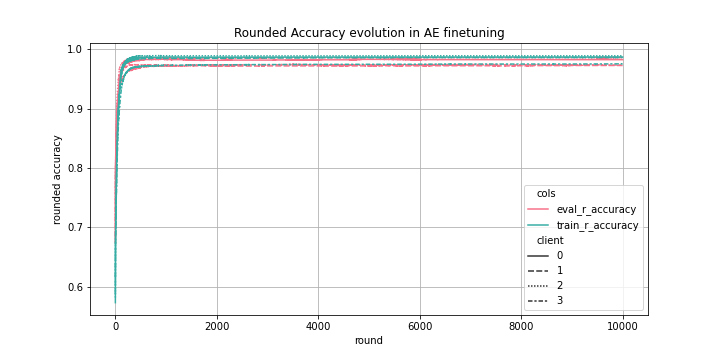 Rounded Accuracy evolution in AE finetuning
1.0
0.9
0.8
0.7
0.6
rounded accuracy
cols
eval_r_accuracy
train_r_accuracy
client
0
1
2
3
0
2000
4000
6000
8000
10000
round